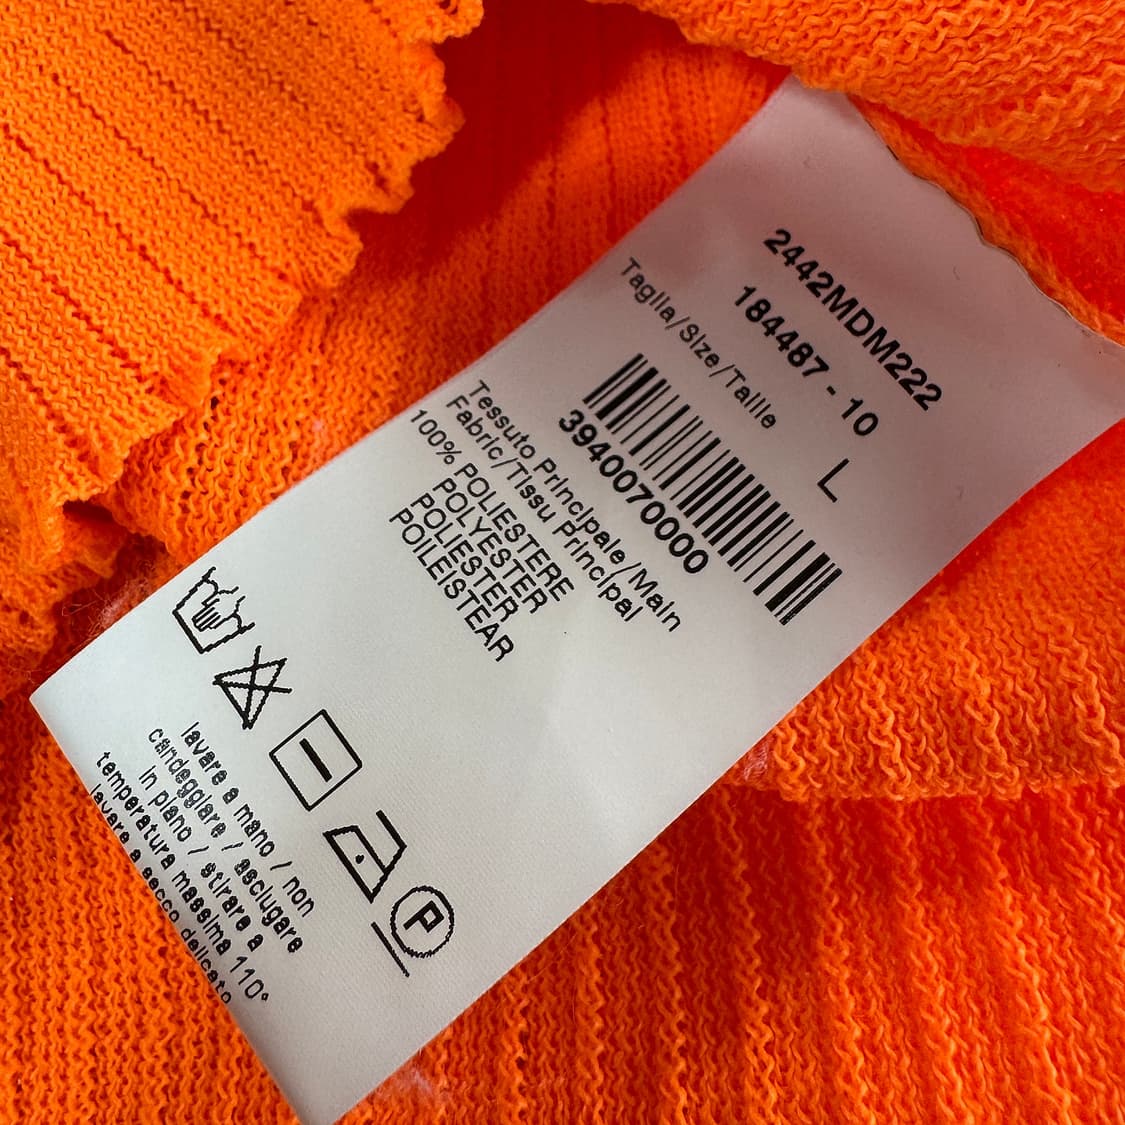 2442MDM222
184487 - 10
Taglia/Size/Taille L
3940070000
Tessuto Principale/Main
Fabric/Tissu Principal
100% POLIESTERE
POLYESTER
POLIÉSTER
POILEISTEAR
P
lavare a mano / non
candeggiare / asciugare
in piano / stirare a
temperatura massima 110°
lavare a secco delicato